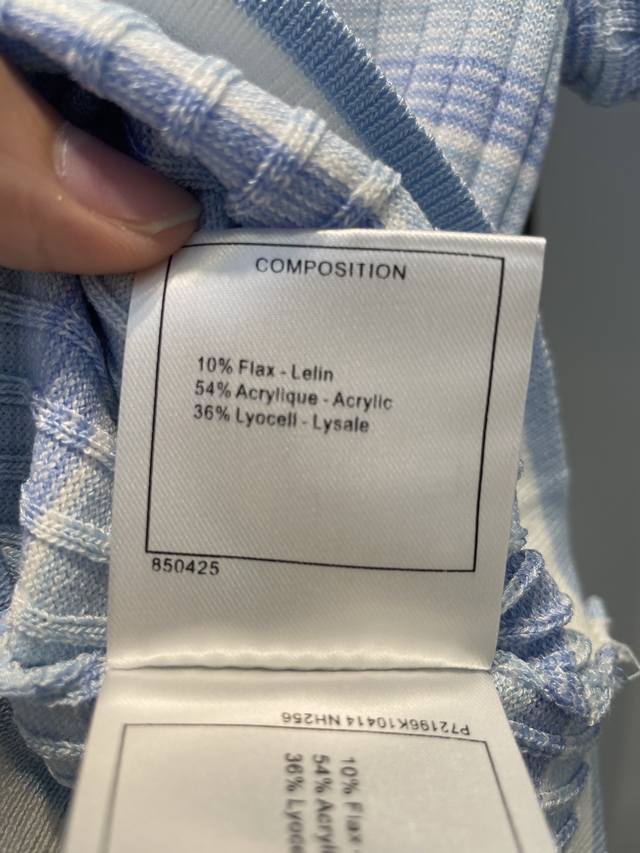 COMPOSITION
10% Flax - Lelin
54% Acrylique - Acrylic
36% Lyocell - Lysale
850425
P72196K10414 NH256
10% Flax -
54% Acryli
36% Lyoce